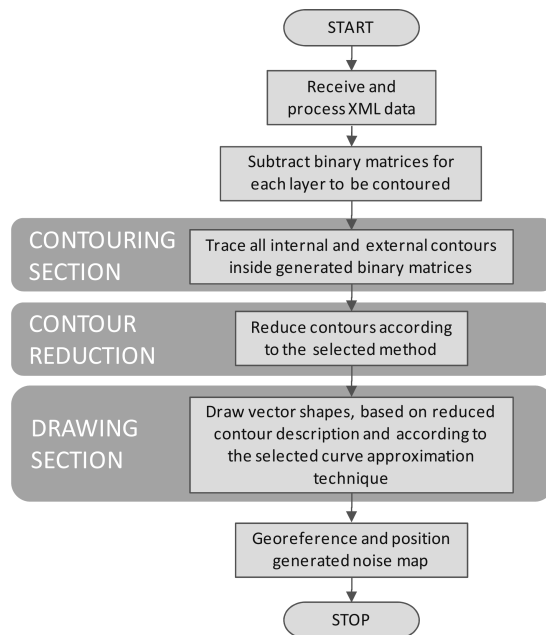 START
Receive and
process XML data
Subtract binary matrices for
each layer to be contoured
CONTOURING
SECTION
Trace all internal and external contours
inside generated binary matrices
CONTOUR
REDUCTION
Reduce contours according
to the selected method
DRAWING
SECTION
Draw vector shapes, based on reduced
contour description and according to
the selected curve approximation
technique
Georeference and position
generated noise map
STOP